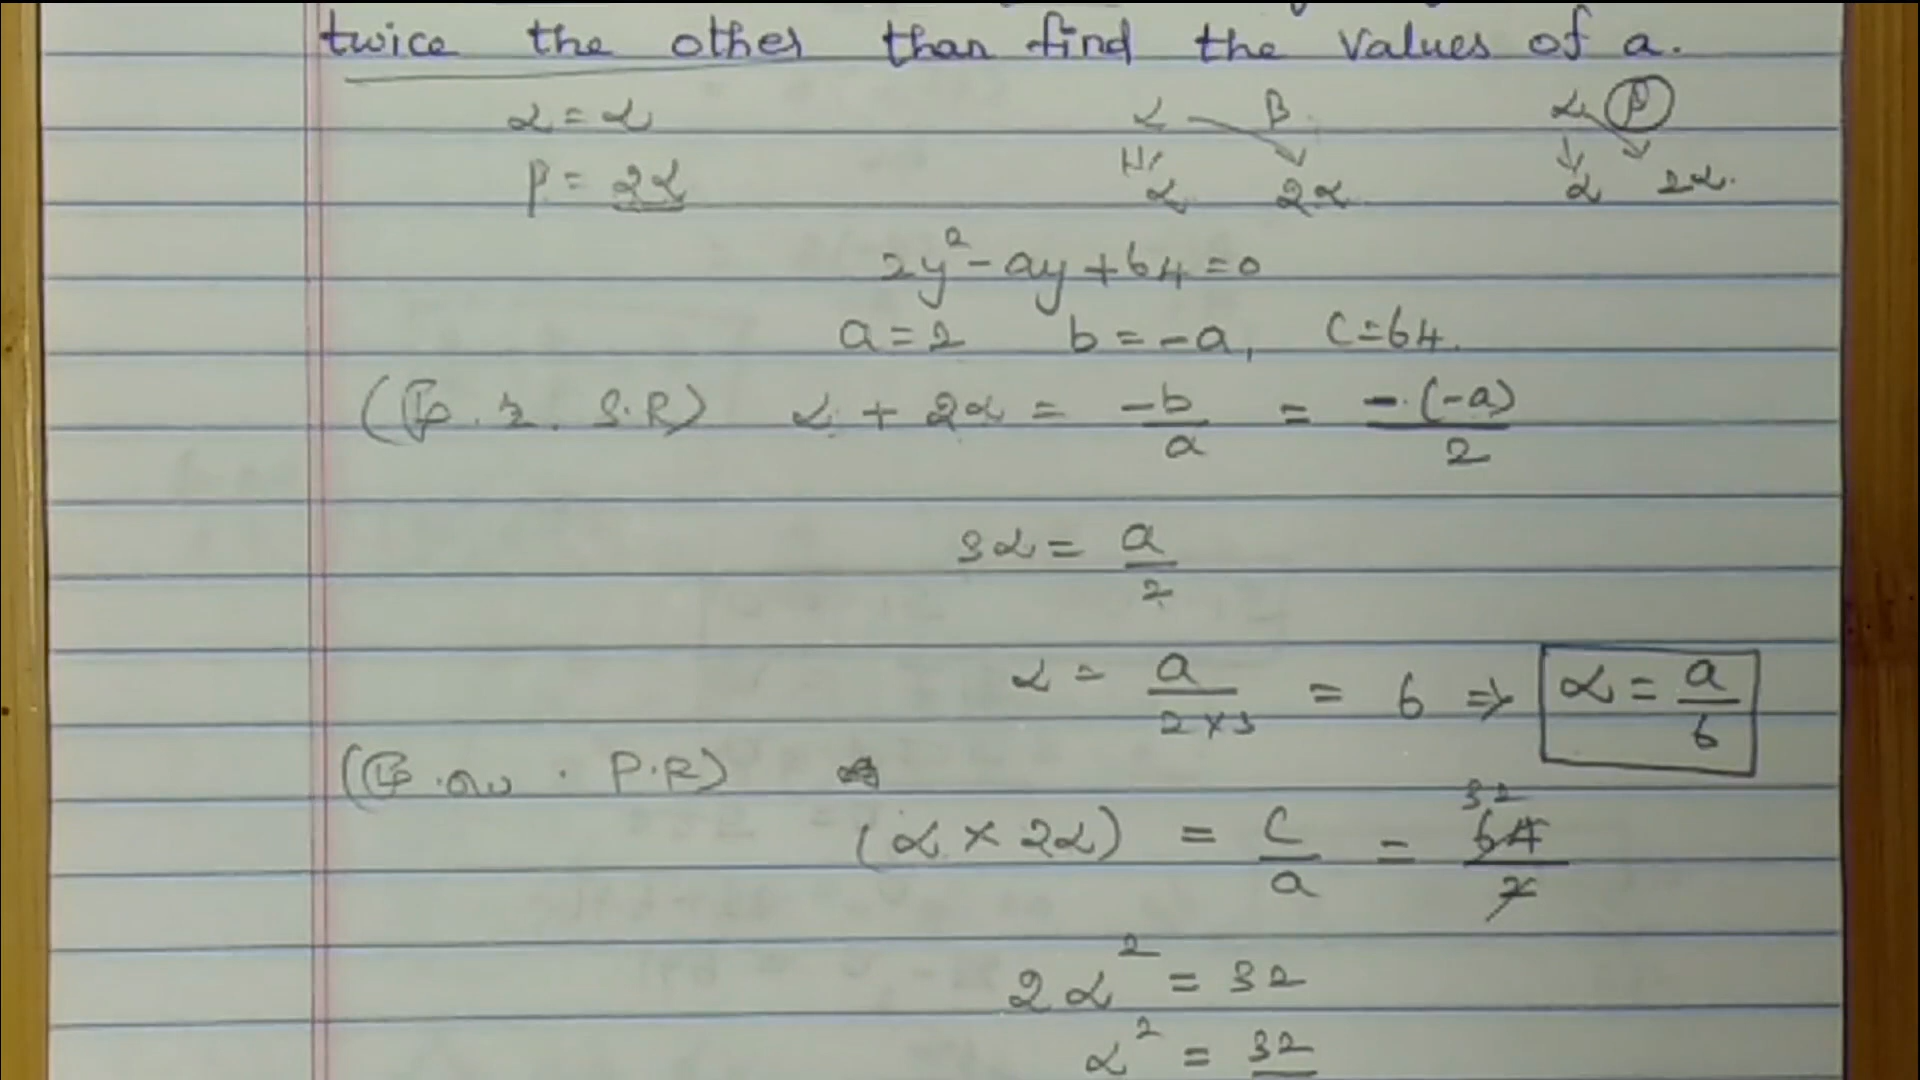 twice the other than find the values of a.
α = α α β α β
β = 2α α 2α α 2α.
2y² - ay + 64 = 0
a = 2 b = -a, c = 64.
S.R) α + 2α = -b/a = -(-a)/2
3α = a/2
α = a/2×3 = 6 ⇒ α = a/6
P.R)
(α × 2α) = c/a = 64/2 32
2α² = 32
α² = 32